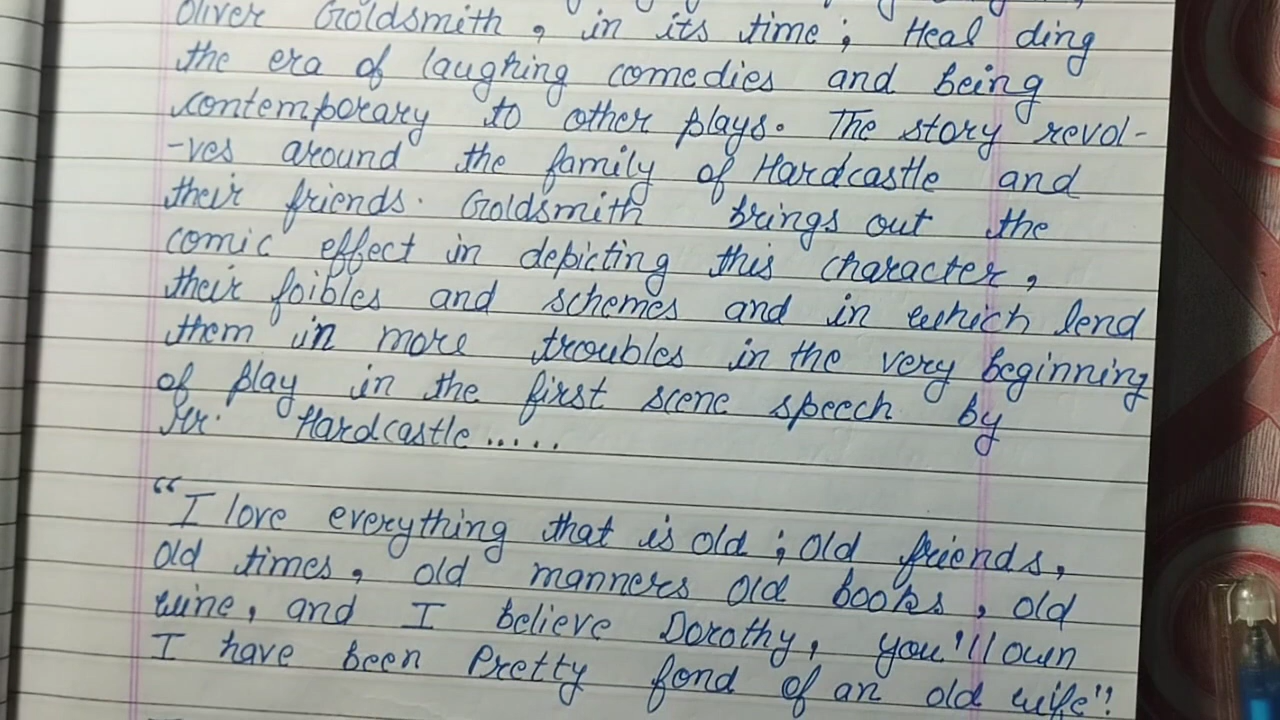 Oliver Goldsmith, in its time; Heal ding
the era of laughing comedies and being
contemporary to other plays. The story revol-
-ves around the family of Hardcastle and
their friends. Goldsmith brings out the
comic effect in depicting this character,
their foibles and schemes and in which lend
them in more troubles in the very beginning
of play in the first scene speech by
Mr. Hardcastle.....
"I love everything that is old; old friends,
old times, old manners old books, old
wine, and I believe Dorothy, you'll own
I have been Pretty fond of an old wife"!